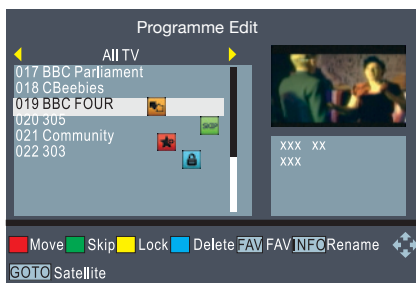 Programme Edit
All TV
017 BBC Parliament
018 CBeebies
019 BBC FOUR
020 305
SKIP
021 Community
022 303
xxx xx
xxx
Move Skip Lock Delete FAV FAV INFO Rename
GOTO Satellite